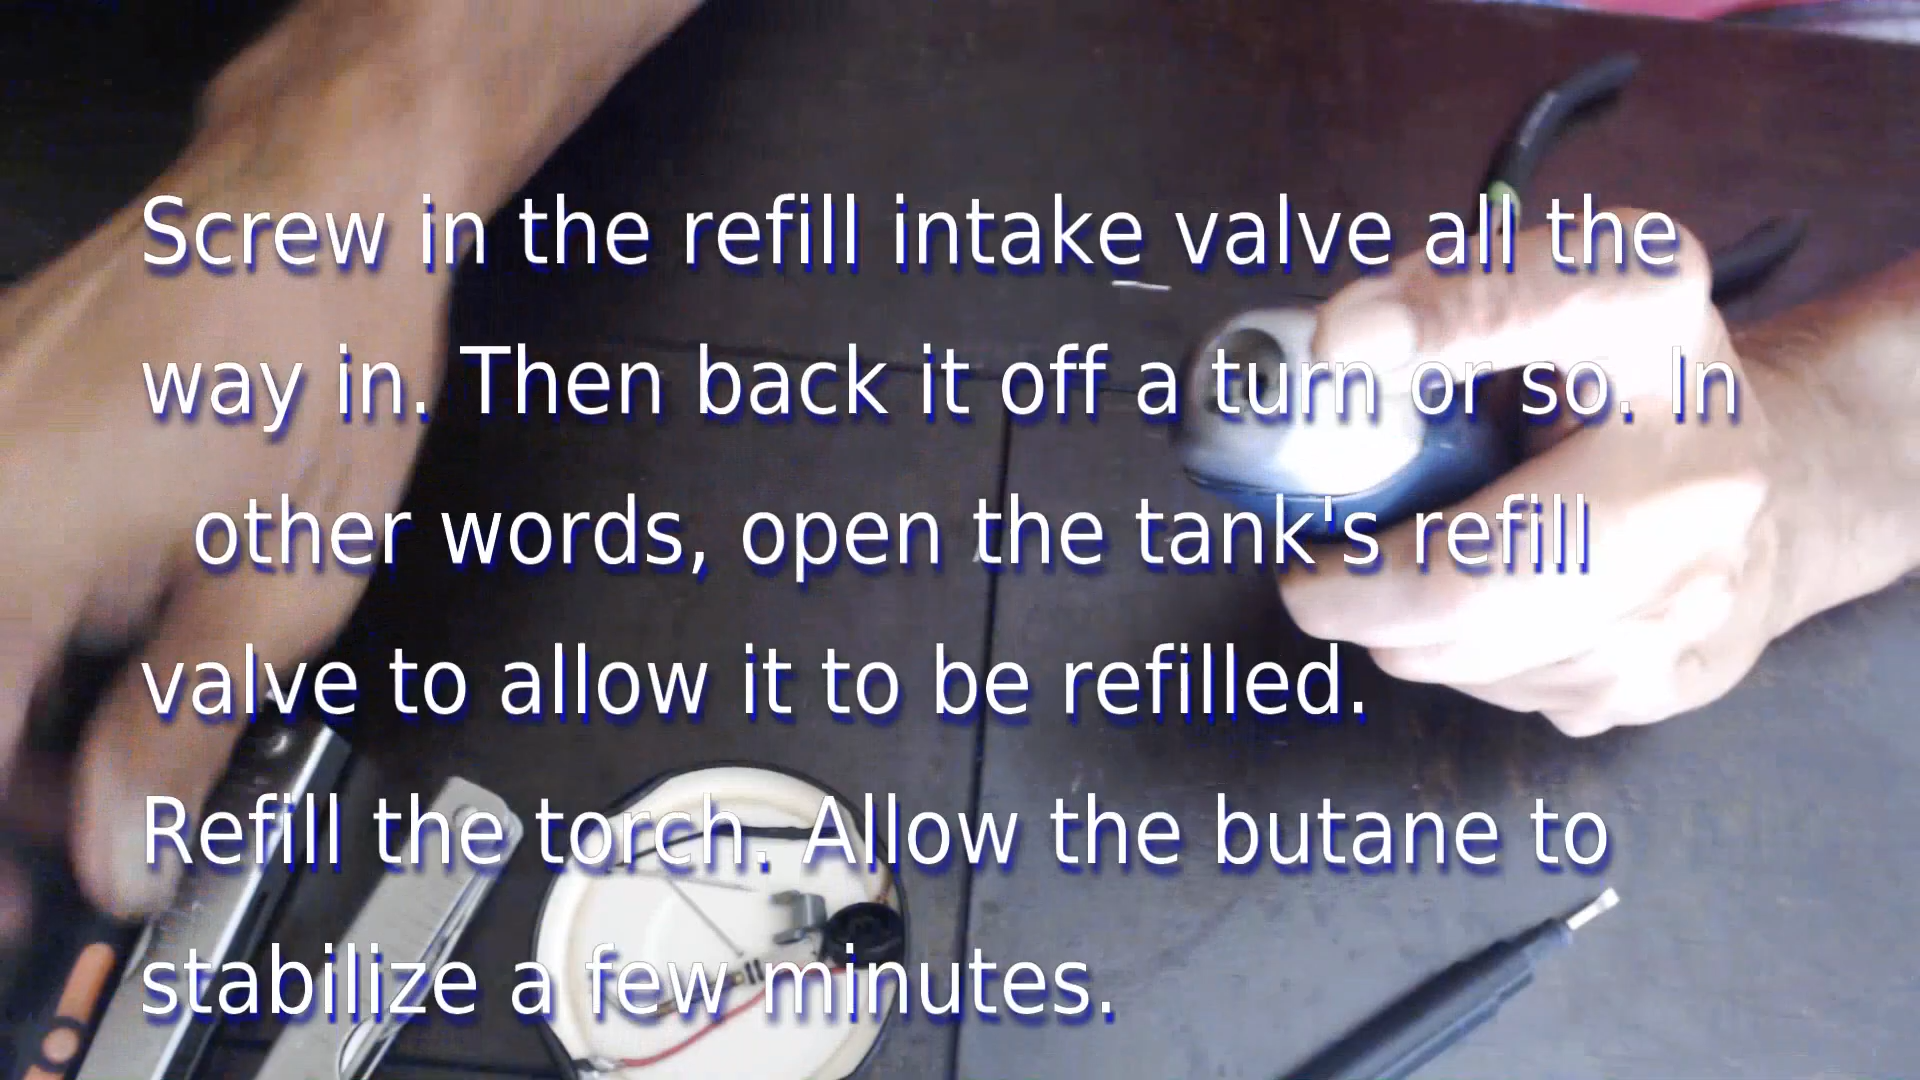 Screw in the refill intake valve all the
way in. Then back it off a turn or so. In
other words, open the tank's refill
valve to allow it to be refilled.
Refill the torch. Allow the butane to
stabilize a few minutes.